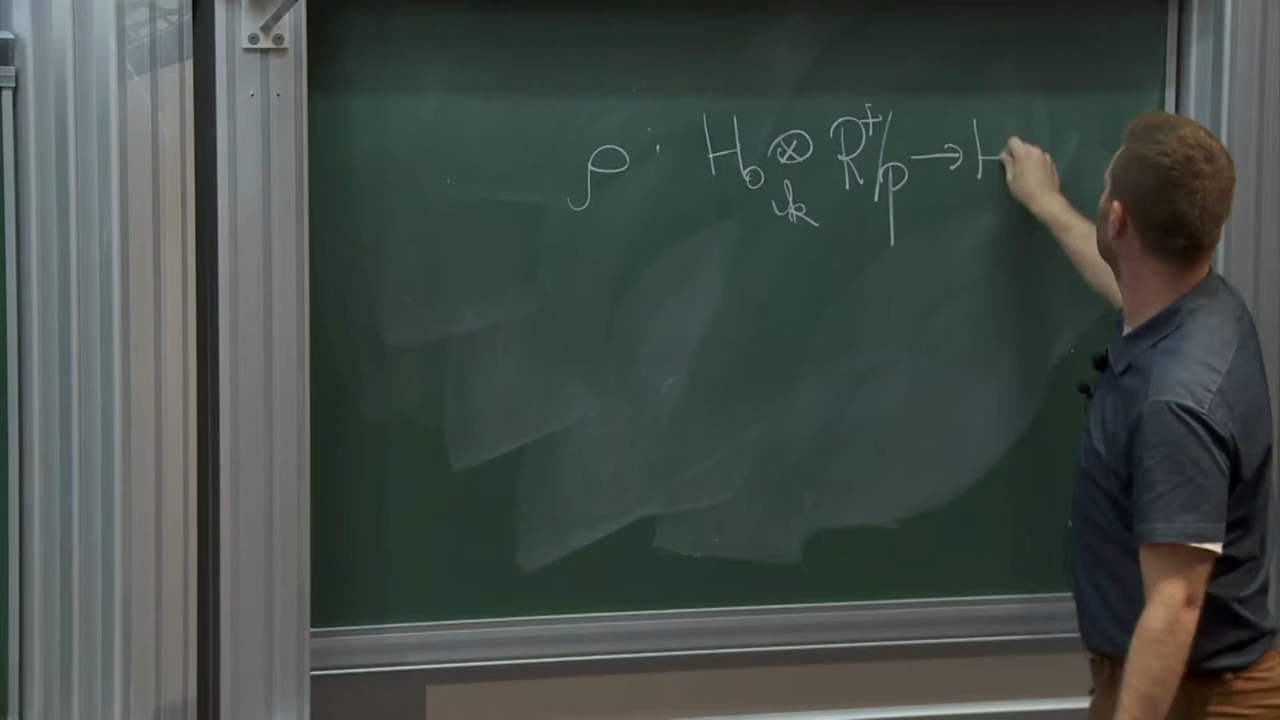 ρ : H₀ ⊗_k R⁺/p → H